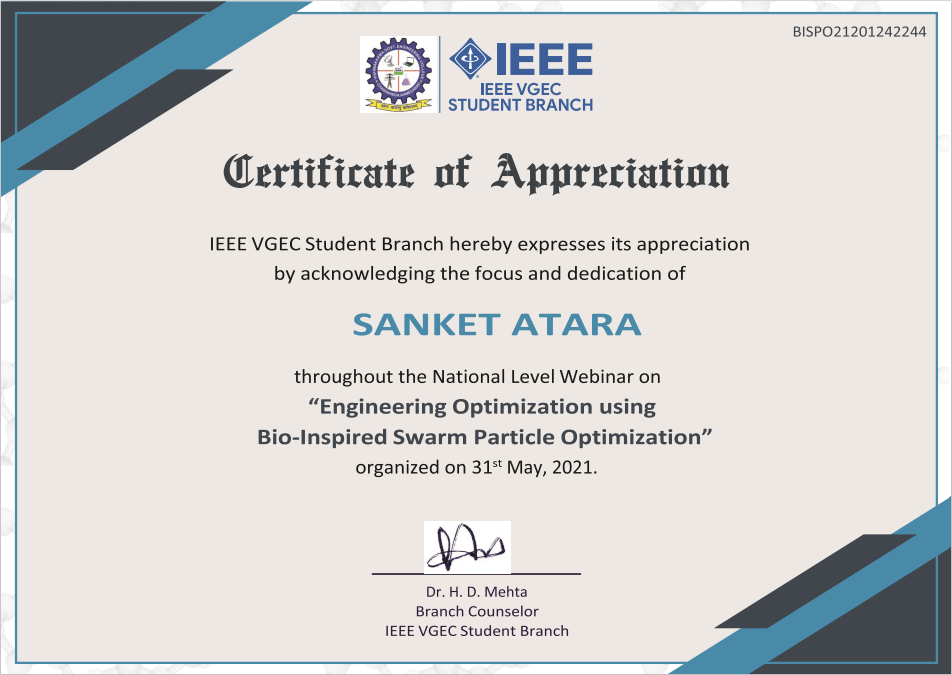 BISPO21201242244
IEEE
IEEE VGEC
STUDENT BRANCH
Certificate of Appreciation
IEEE VGEC Student Branch hereby expresses its appreciation
by acknowledging the focus and dedication of
SANKET ATARA
throughout the National Level Webinar on
“Engineering Optimization using
Bio-Inspired Swarm Particle Optimization”
organized on 31st May, 2021.
Dr. H. D. Mehta
Branch Counselor
IEEE VGEC Student Branch